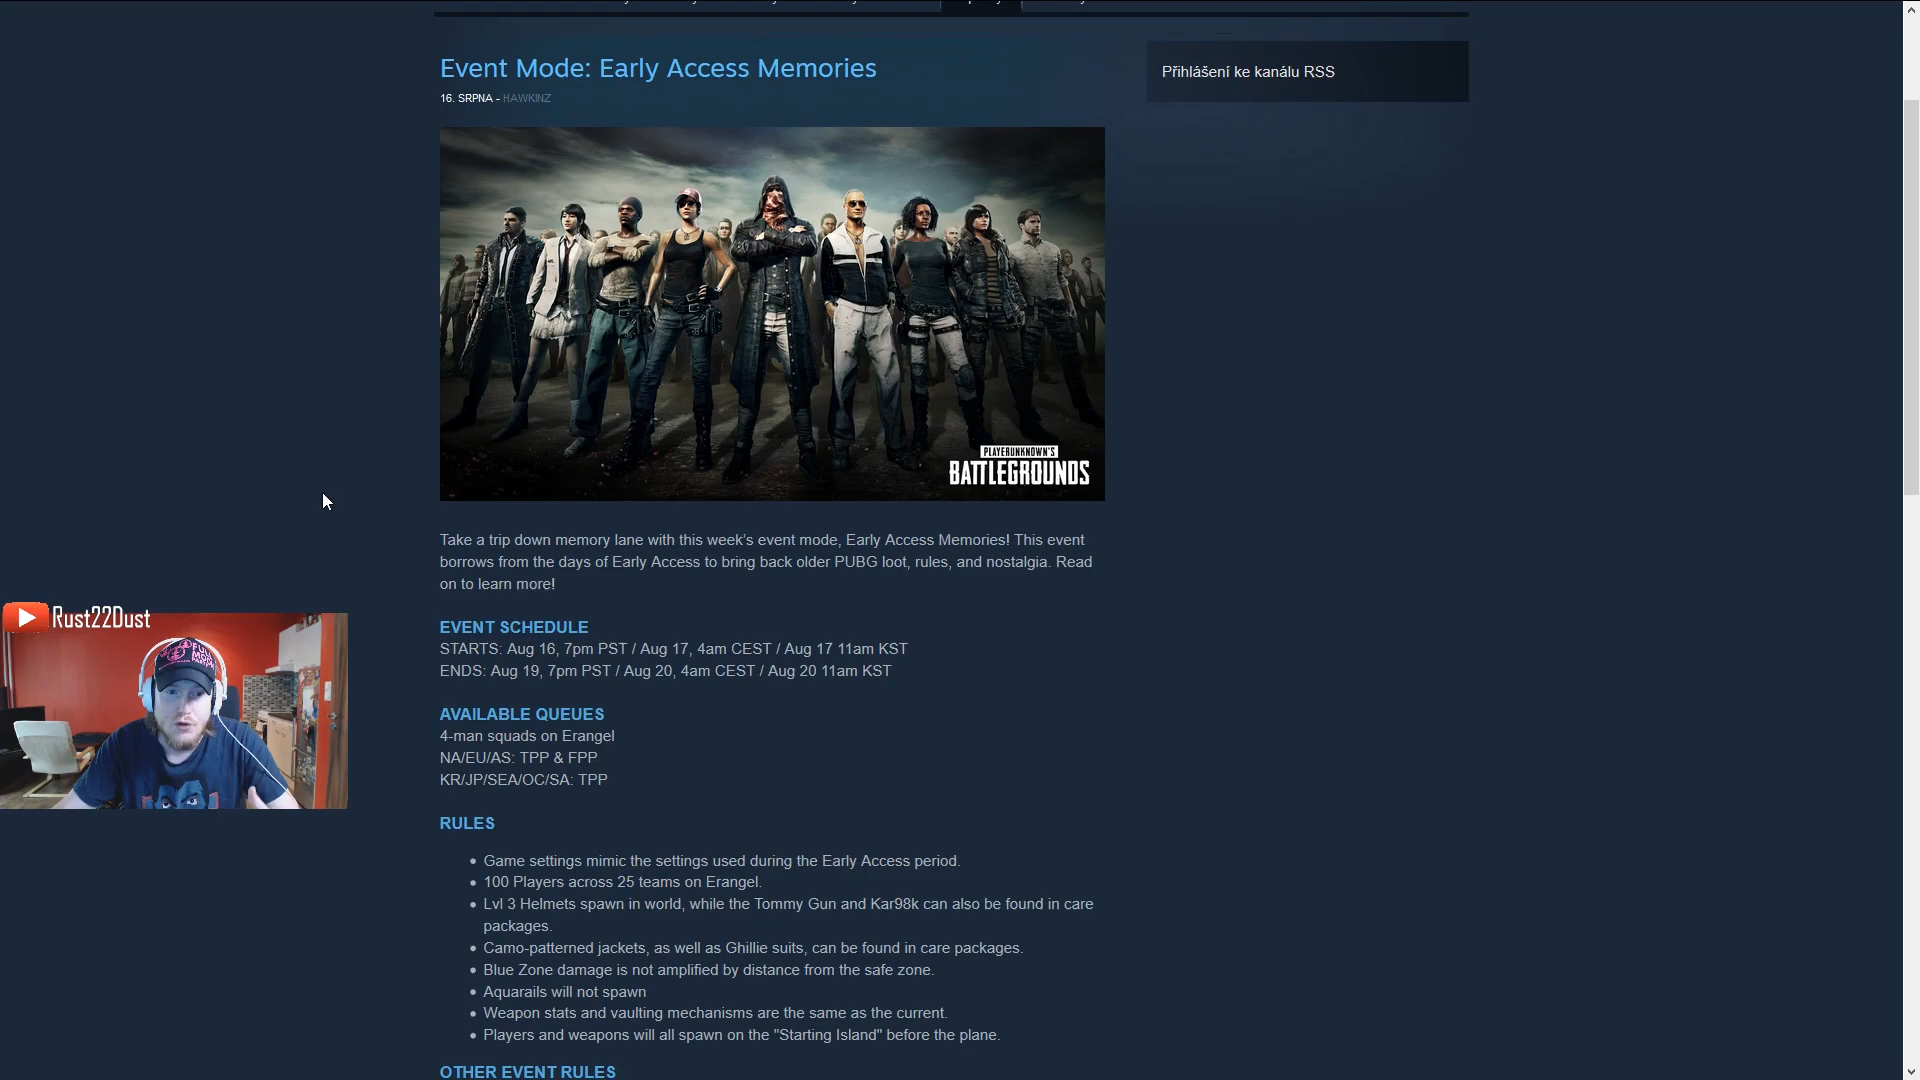 Event Mode: Early Access Memories
16. SRPNA - HAWKINZ
Přihlášení ke kanálu RSS
PLAYERUNKNOWN'S
BATTLEGROUNDS
Take a trip down memory lane with this week's event mode, Early Access Memories! This event
borrows from the days of Early Access to bring back older PUBG loot, rules, and nostalgia. Read
on to learn more!
EVENT SCHEDULE
STARTS: Aug 16, 7pm PST / Aug 17, 4am CEST / Aug 17 11am KST
ENDS: Aug 19, 7pm PST / Aug 20, 4am CEST / Aug 20 11am KST
AVAILABLE QUEUES
4-man squads on Erangel
NA/EU/AS: TPP & FPP
KR/JP/SEA/OC/SA: TPP
RULES
Game settings mimic the settings used during the Early Access period.
100 Players across 25 teams on Erangel.
Lvl 3 Helmets spawn in world, while the Tommy Gun and Kar98k can also be found in care
packages.
Camo-patterned jackets, as well as Ghillie suits, can be found in care packages.
Blue Zone damage is not amplified by distance from the safe zone.
Aquarails will not spawn
Weapon stats and vaulting mechanisms are the same as the current.
Players and weapons will all spawn on the "Starting Island" before the plane.
OTHER EVENT RULES
Rust22Dust
FULL
MOON